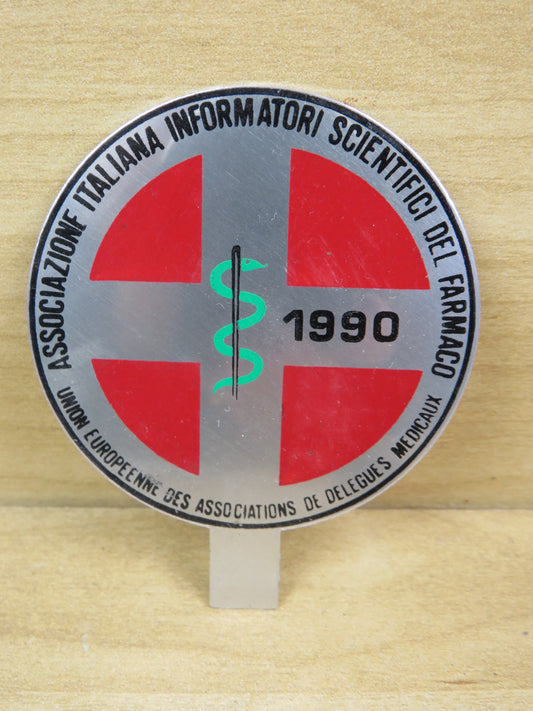 ASSOCIAZIONE ITALIANA INFORMATORI SCIENTIFICI DEL FARMACO
1990
UNION EUROPEENNE DES ASSOCIATIONS DE DELEGUES MEDICAUX